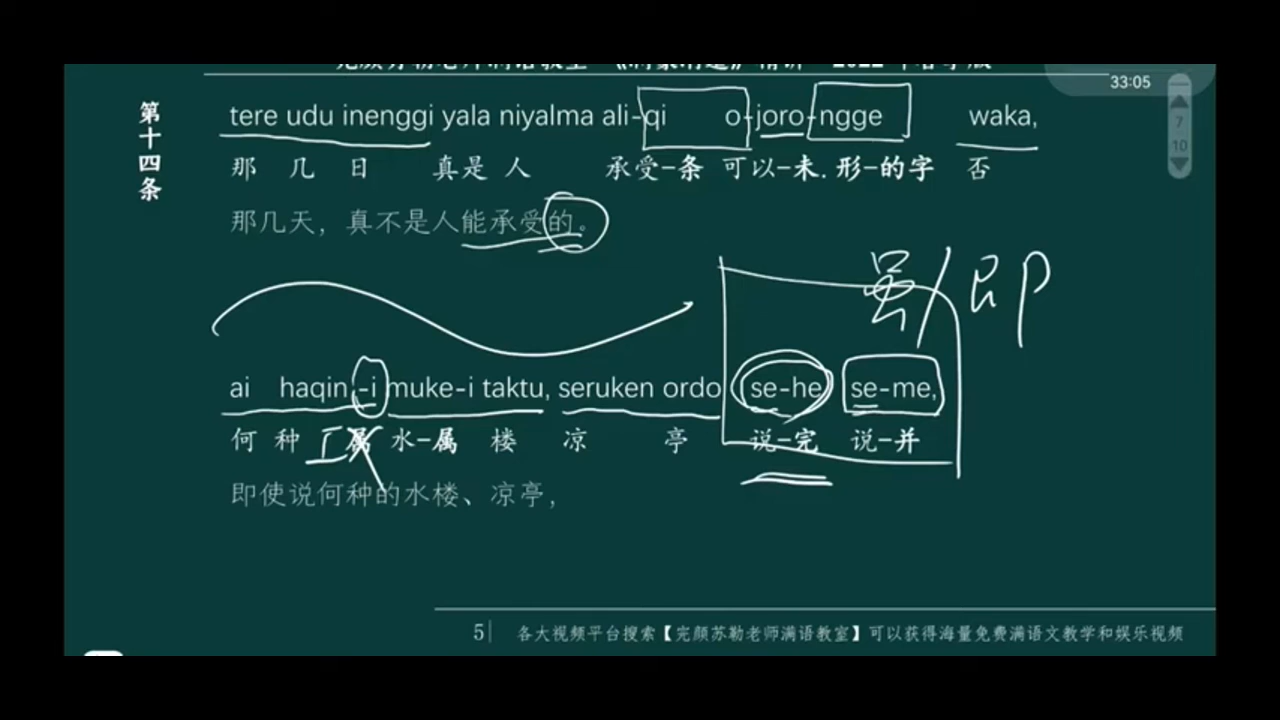 33:05
第十四条
tere udu inenggi yala niyalma ali-qi o-joro-ngge waka,
那 几 日 真是 人 承受-条 可以-未.形-的字 否
那几天，真不是人能承受的。
虽/即
ai haqin -i muke-i taktu, seruken ordo se-he se-me,
何 种 属 水-属 楼 凉 亭 说-完 说-并
即使说何种的水楼、凉亭，
7
10
5| 各大视频平台搜索【完颜苏勒老师满语教室】可以获得海量免费满语文教学和娱乐视频